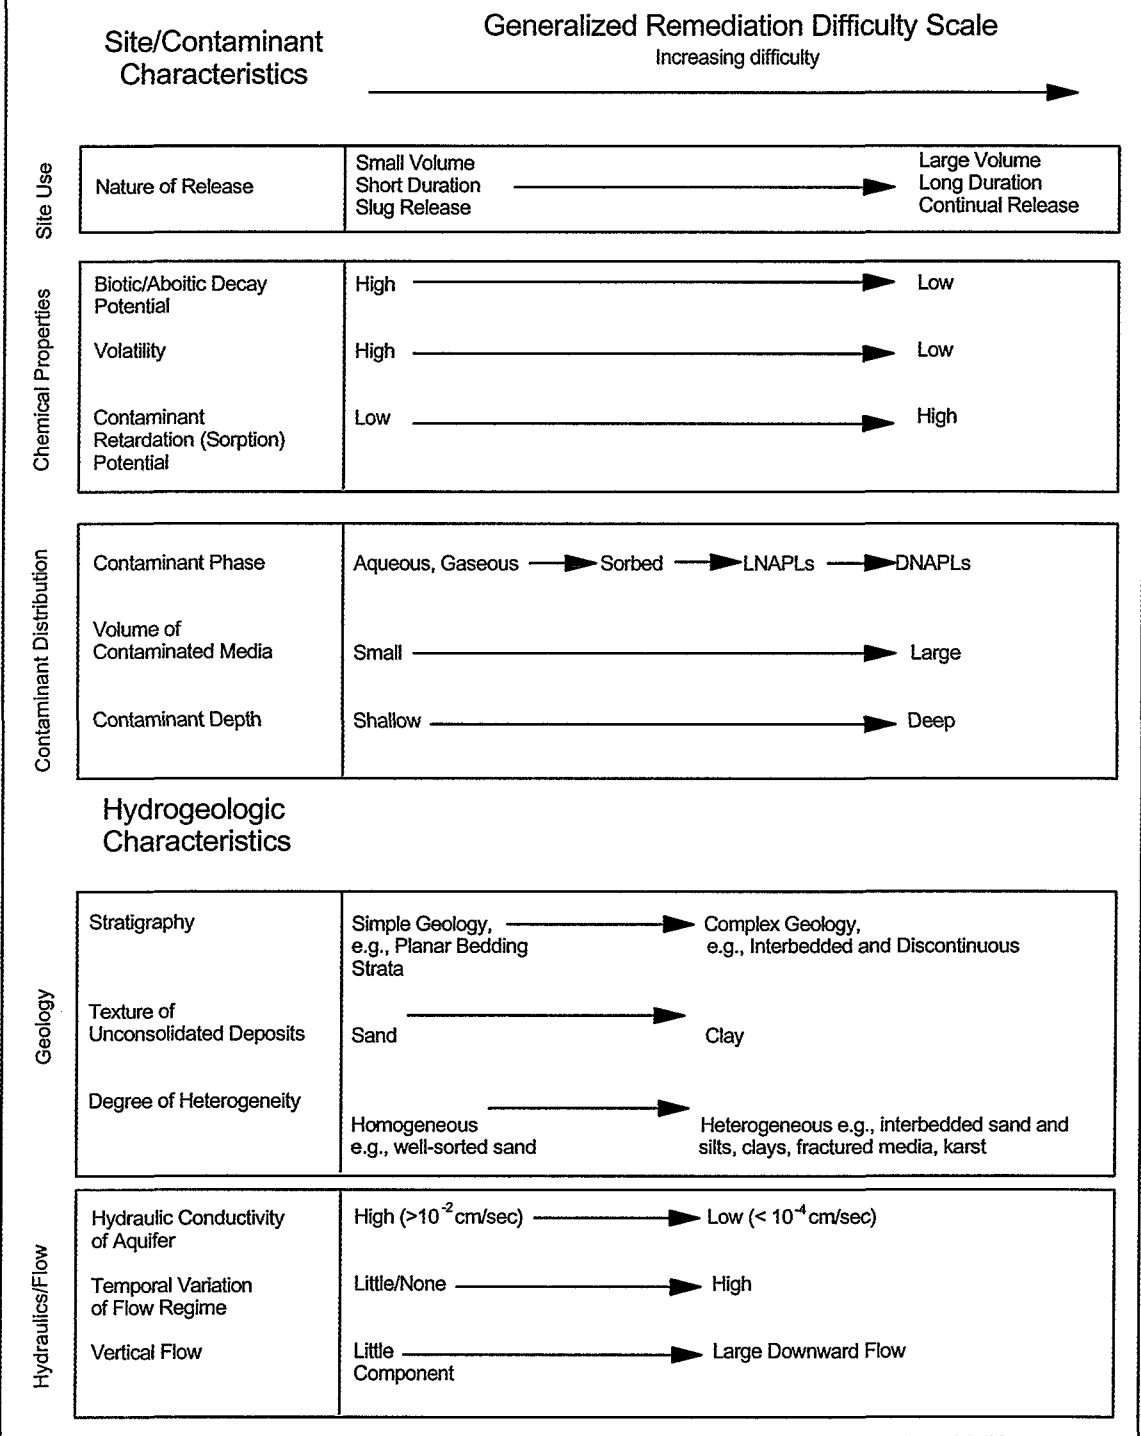 Site/Contaminant
Characteristics
Generalized Remediation Difficulty Scale
Increasing difficulty
Site Use
Nature of Release
Small Volume
Short Duration
Slug Release
Large Volume
Long Duration
Continual Release
Chemical Properties
Biotic/Aboitic Decay
Potential
High
Low
Volatility
High
Low
Contaminant
Retardation (Sorption)
Potential
Low
High
Contaminant Distribution
Contaminant Phase
Aqueous, Gaseous
Sorbed
LNAPLs
DNAPLs
Volume of
Contaminated Media
Small
Large
Contaminant Depth
Shallow
Deep
Hydrogeologic
Characteristics
Geology
Stratigraphy
Simple Geology,
e.g., Planar Bedding
Strata
Complex Geology,
e.g., Interbedded and Discontinuous
Texture of
Unconsolidated Deposits
Sand
Clay
Degree of Heterogeneity
Homogeneous
e.g., well-sorted sand
Heterogeneous e.g., interbedded sand and
silts, clays, fractured media, karst
Hydraulics/Flow
Hydraulic Conductivity
of Aquifer
High (>10⁻² cm/sec)
Low (< 10⁻⁴ cm/sec)
Temporal Variation
of Flow Regime
Little/None
High
Vertical Flow
Little
Component
Large Downward Flow